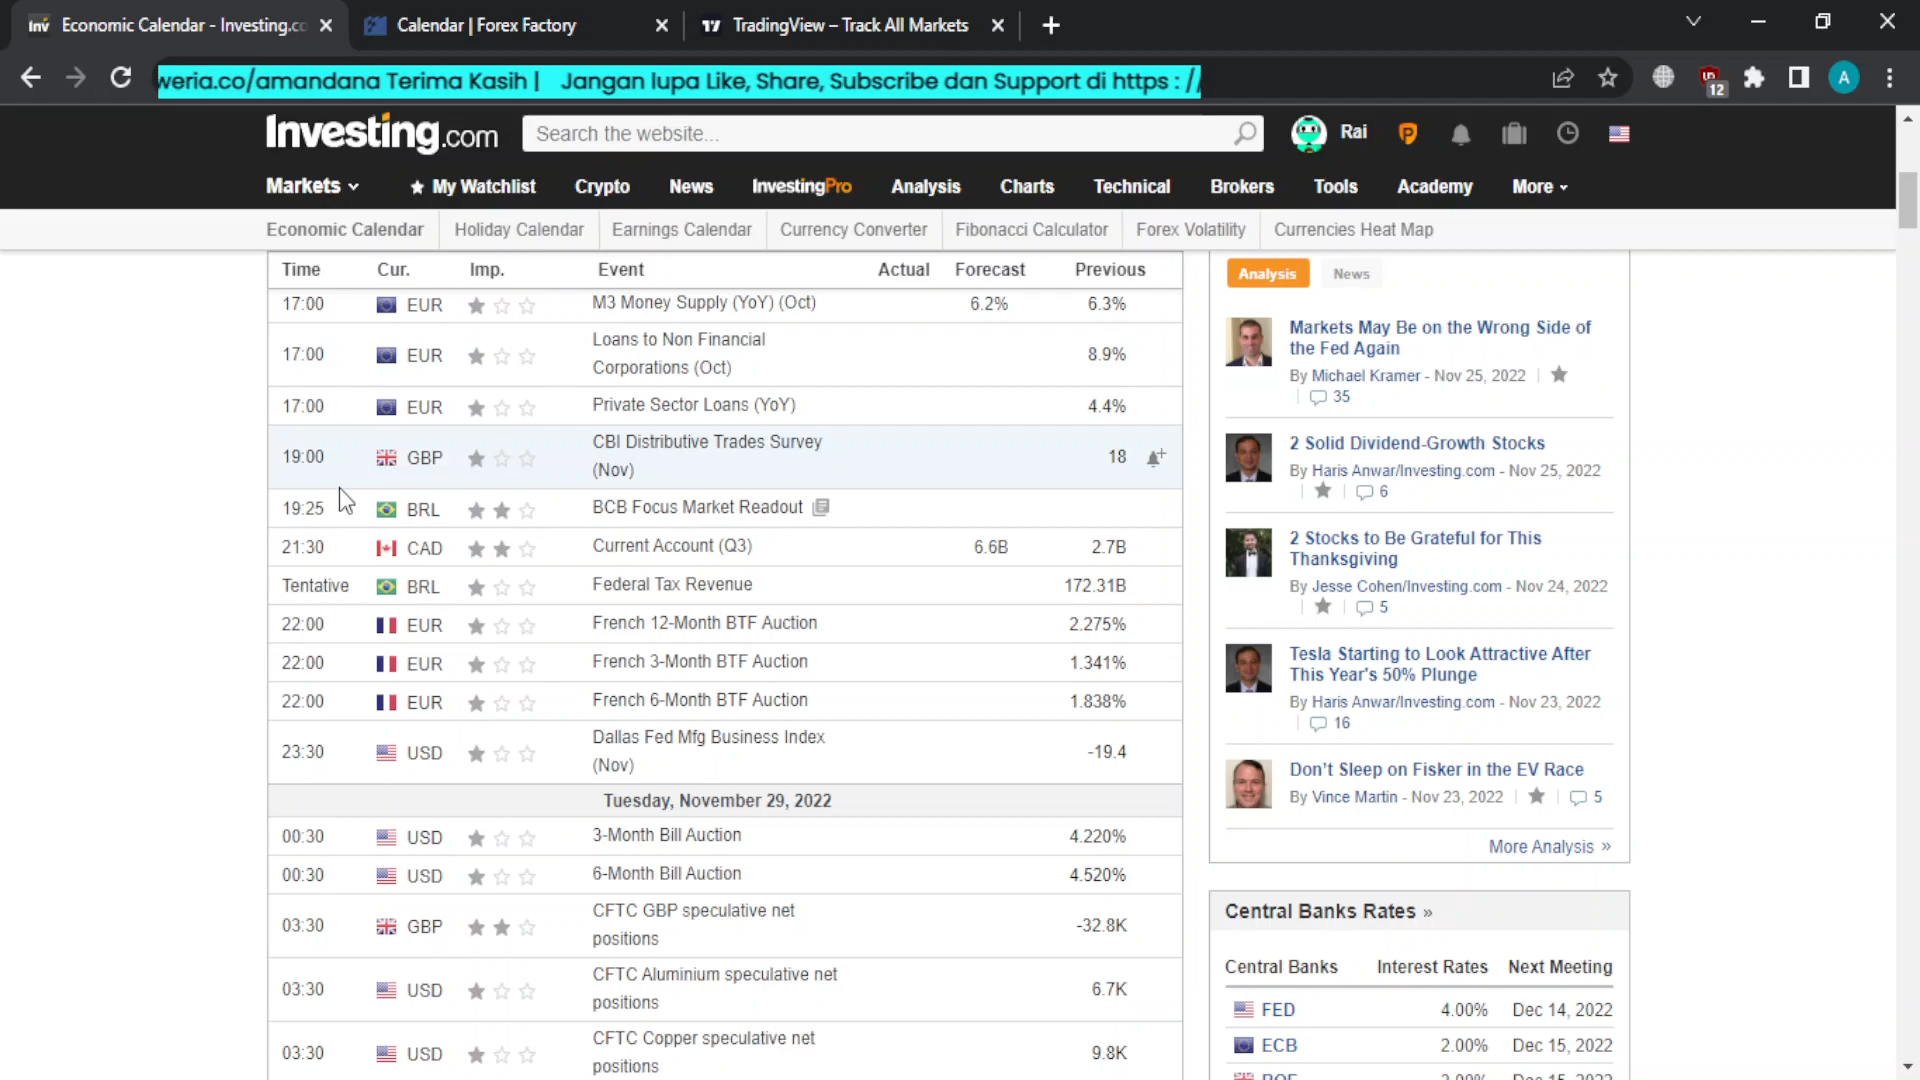 Economic Calendar - Investing.co
Calendar | Forex Factory
TradingView – Track All Markets
weria.co/amandana Terima Kasih | Jangan lupa Like, Share, Subscribe dan Support di https : //
12
A
Investing.com
Search the website...
Rai
Markets
My Watchlist
Crypto
News
InvestingPro
Analysis
Charts
Technical
Brokers
Tools
Academy
More
Economic Calendar
Holiday Calendar
Earnings Calendar
Currency Converter
Fibonacci Calculator
Forex Volatility
Currencies Heat Map
Time Cur. Imp. Event Actual Forecast Previous
17:00 EUR M3 Money Supply (YoY) (Oct) 6.2% 6.3%
17:00 EUR Loans to Non Financial
Corporations (Oct) 8.9%
17:00 EUR Private Sector Loans (YoY) 4.4%
19:00 GBP CBI Distributive Trades Survey
(Nov) 18
19:25 BRL BCB Focus Market Readout
21:30 CAD Current Account (Q3) 6.6B 2.7B
Tentative BRL Federal Tax Revenue 172.31B
22:00 EUR French 12-Month BTF Auction 2.275%
22:00 EUR French 3-Month BTF Auction 1.341%
22:00 EUR French 6-Month BTF Auction 1.838%
23:30 USD Dallas Fed Mfg Business Index
(Nov) -19.4
Tuesday, November 29, 2022
00:30 USD 3-Month Bill Auction 4.220%
00:30 USD 6-Month Bill Auction 4.520%
03:30 GBP CFTC GBP speculative net
positions -32.8K
03:30 USD CFTC Aluminium speculative net
positions 6.7K
03:30 USD CFTC Copper speculative net
positions 9.8K
Analysis News
Markets May Be on the Wrong Side of
the Fed Again
By Michael Kramer - Nov 25, 2022
35
2 Solid Dividend-Growth Stocks
By Haris Anwar/Investing.com - Nov 25, 2022
6
2 Stocks to Be Grateful for This
Thanksgiving
By Jesse Cohen/Investing.com - Nov 24, 2022
5
Tesla Starting to Look Attractive After
This Year's 50% Plunge
By Haris Anwar/Investing.com - Nov 23, 2022
16
Don't Sleep on Fisker in the EV Race
By Vince Martin - Nov 23, 2022 5
More Analysis »
Central Banks Rates »
Central Banks Interest Rates Next Meeting
FED 4.00% Dec 14, 2022
ECB 2.00% Dec 15, 2022